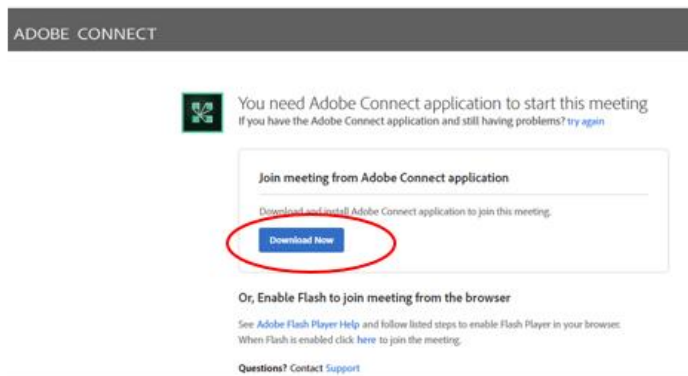 ADOBE CONNECT
You need Adobe Connect application to start this meeting
If you have the Adobe Connect application and still having problems? try again
Join meeting from Adobe Connect application
Download and install Adobe Connect application to join this meeting.
Download Now
Or, Enable Flash to join meeting from the browser
See Adobe Flash Player Help and follow listed steps to enable Flash Player in your browser.
When Flash is enabled click here to join the meeting.
Questions? Contact Support